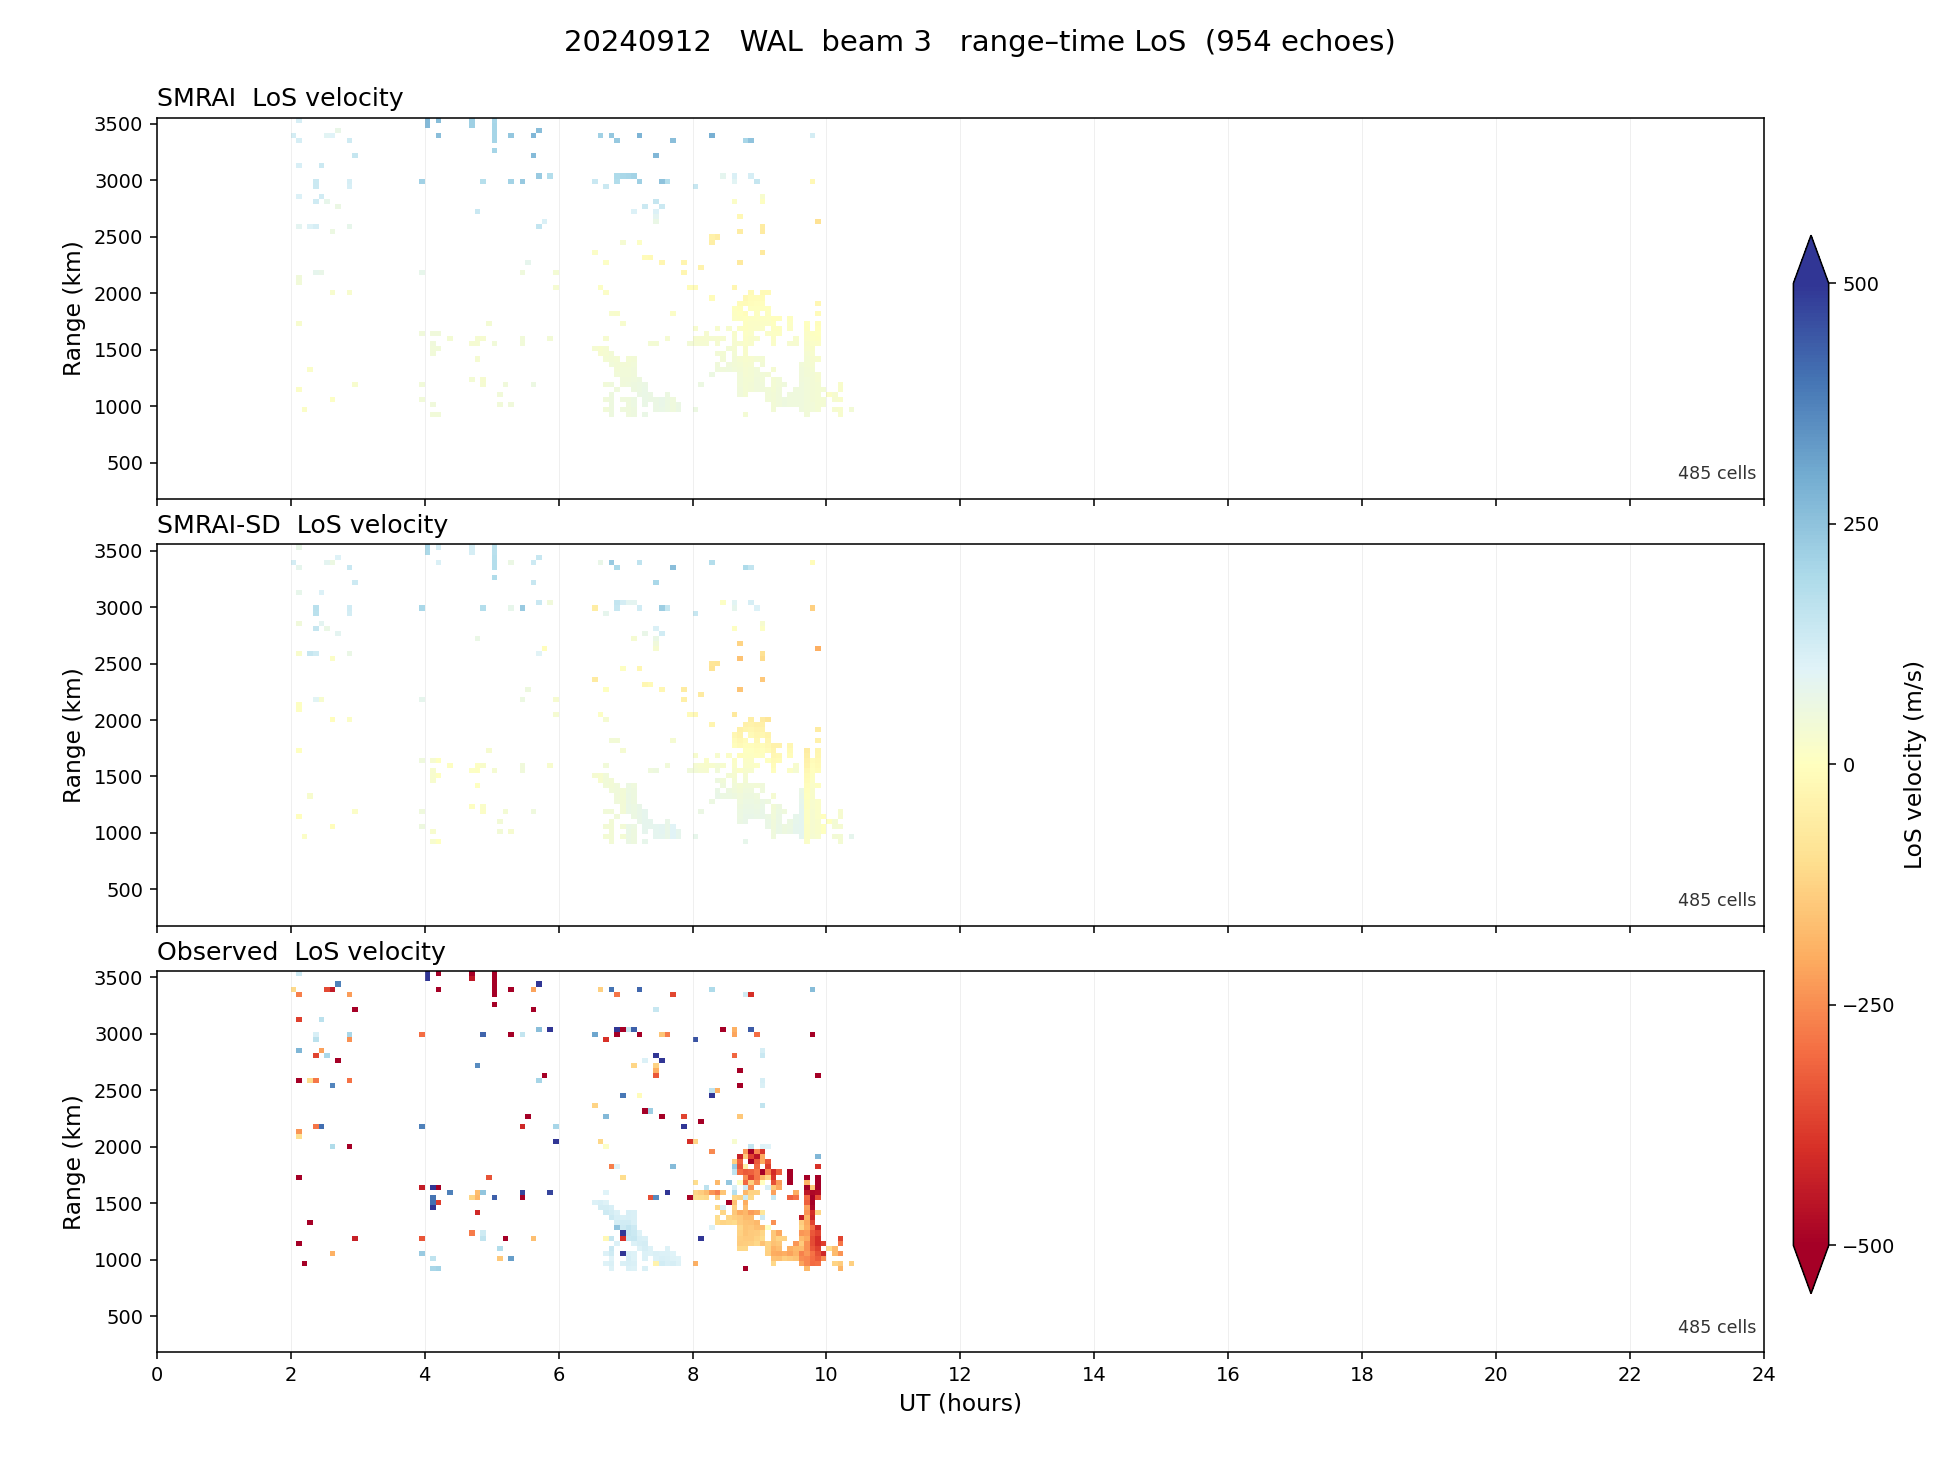 20240912   WAL  beam 3   range–time LoS  (954 echoes)
SMRAI  LoS velocity
3500
3000
2500
2000
1500
1000
500
Range (km)
485 cells
SMRAI-SD  LoS velocity
3500
3000
2500
2000
1500
1000
500
Range (km)
485 cells
Observed  LoS velocity
3500
3000
2500
2000
1500
1000
500
Range (km)
485 cells
0 2 4 6 8 10 12 14 16 18 20 22 24
UT (hours)
500
250
0
−250
−500
LoS velocity (m/s)